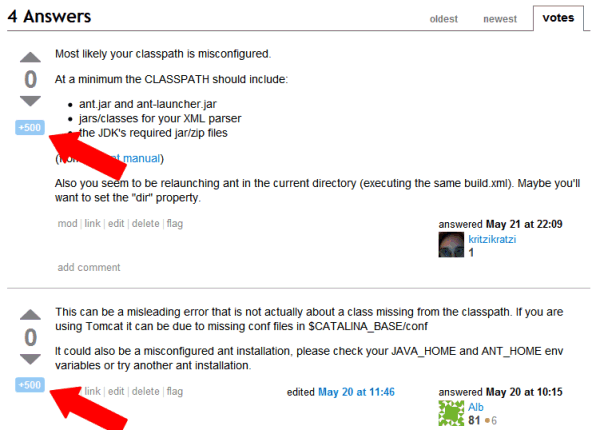 4 Answers
oldest newest votes
Most likely your classpath is misconfigured.
0
At a minimum the CLASSPATH should include:
ant.jar and ant-launcher.jar
jars/classes for your XML parser
+500
the JDK's required jar/zip files
manual)
Also you seem to be relaunching ant in the current directory (executing the same build.xml). Maybe you'll
want to set the "dir" property.
mod | link | edit | delete | flag
answered May 21 at 22:09
kritzikratzi
1
add comment
This can be a misleading error that is not actually about a class missing from the classpath. If you are
0
using Tomcat it can be due to missing conf files in $CATALINA_BASE/conf
It could also be a misconfigured ant installation, please check your JAVA_HOME and ANT_HOME env
variables or try another ant installation.
+500
link | edit | delete | flag
edited May 20 at 11:46
answered May 20 at 10:15
Alb
81 ●6